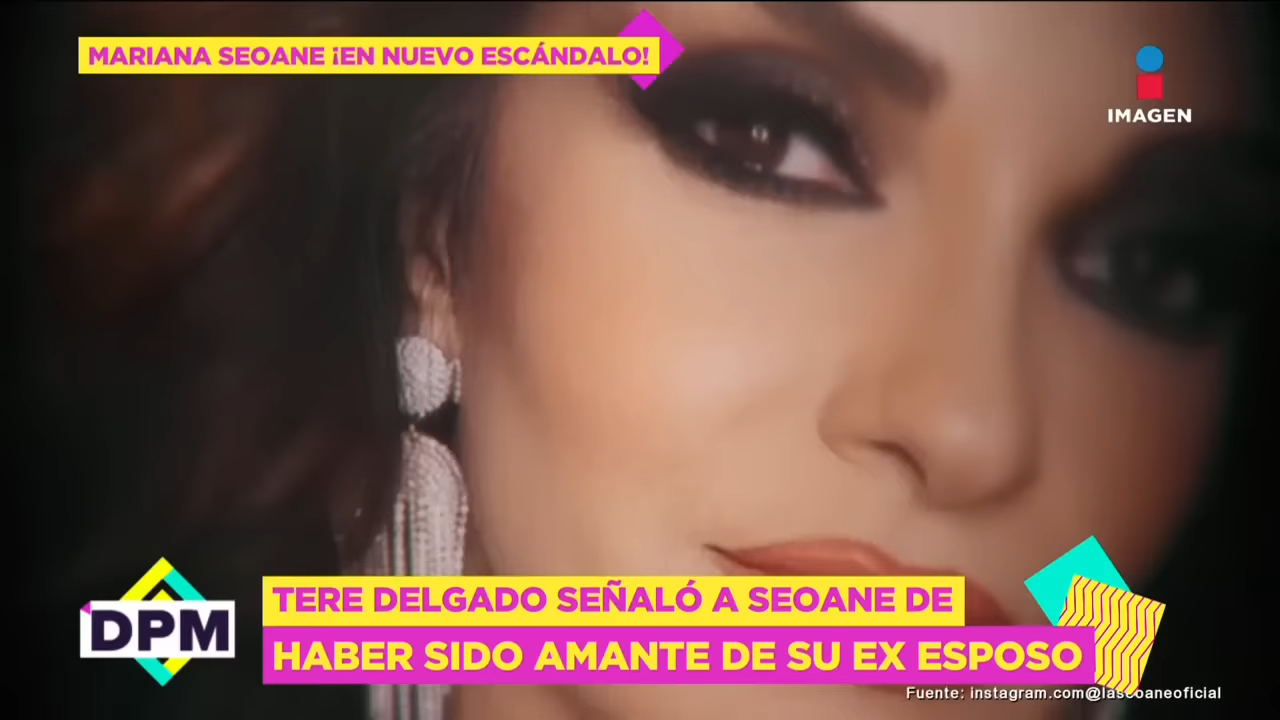 MARIANA SEOANE ¡EN NUEVO ESCÁNDALO!
IMAGEN
DPM
TERE DELGADO SEÑALÓ A SEOANE DE
HABER SIDO AMANTE DE SU EX ESPOSO
Fuente: instagram.com@lascoaneoficial